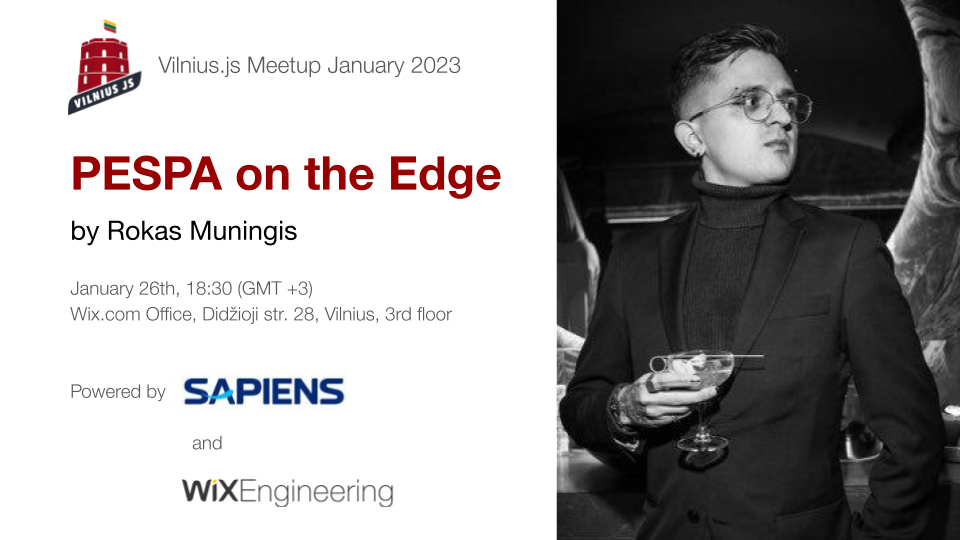 VILNIUS JS
Vilnius.js Meetup January 2023
PESPA on the Edge
by Rokas Muningis
January 26th, 18:30 (GMT +3)
Wix.com Office, Didžioji str. 28, Vilnius, 3rd floor
Powered by SAPIENS
and
WiXEngineering